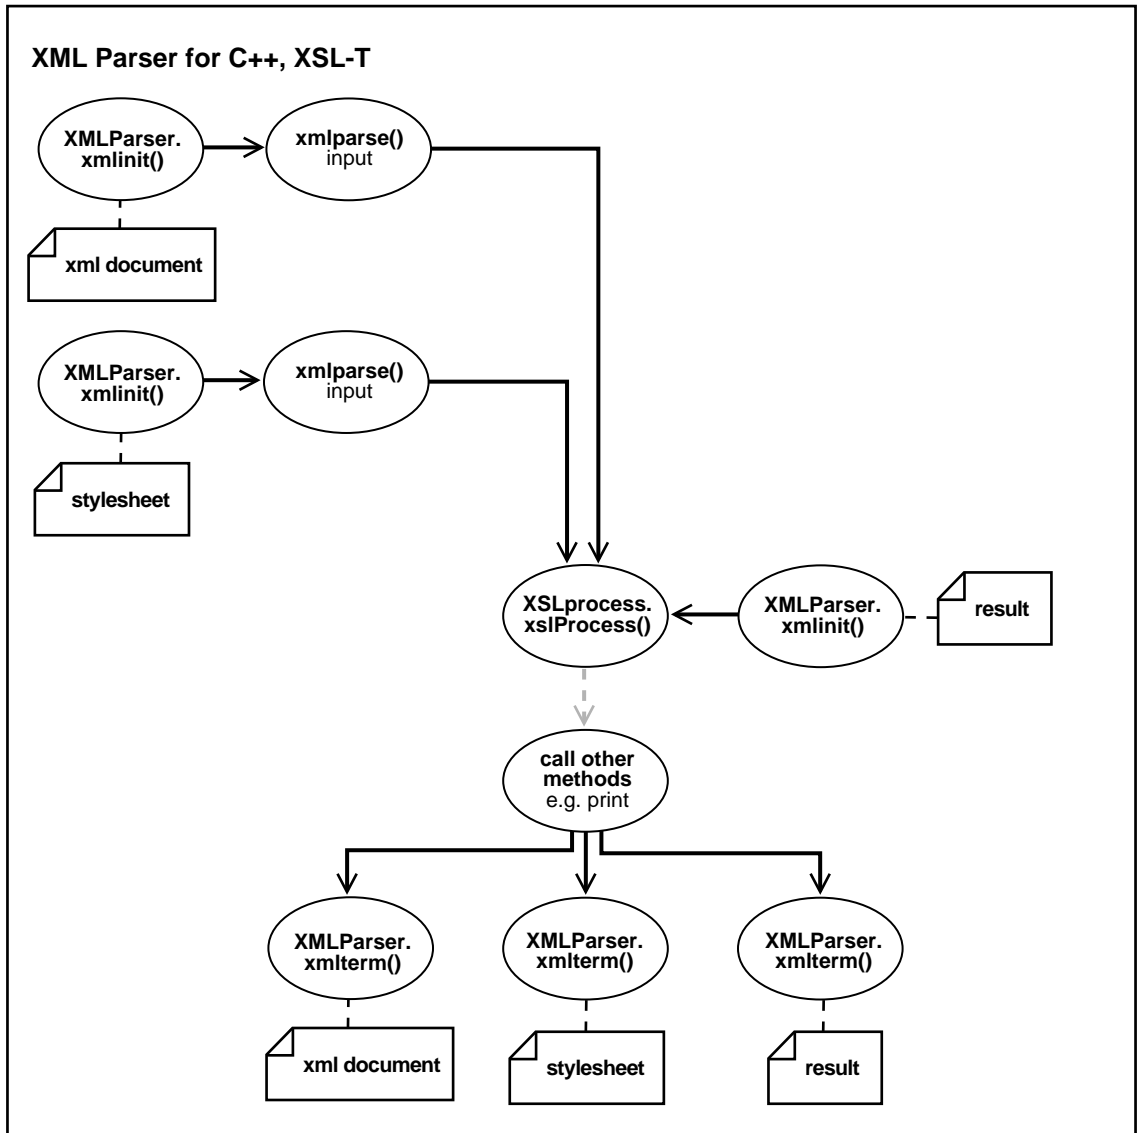 XML Parser for C++, XSL-T
XMLParser.
xmlinit()
xmlparse()
input
xml document
XMLParser.
xmlinit()
xmlparse()
input
stylesheet
XSLprocess.
xslProcess()
XMLParser.
xmlinit()
result
call other
methods
e.g. print
XMLParser.
xmlterm()
XMLParser.
xmlterm()
XMLParser.
xmlterm()
xml document
stylesheet
result